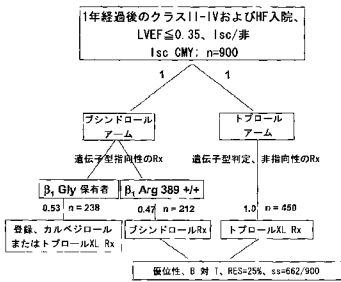 1年経過後のクラスII-IVおよびHF入院、
LVEF≦0.35、Isc/非
Isc CMY; n=900
1 1
ブシンドロール
アーム
トプロール
アーム
遺伝子型指向性のRx
遺伝子型判定、非指向性のRx
β₁ Gly 保有者
β₁ Arg 389 +/+
0.53 n=238
0.47 n=212
1.0 n=450
登録、カルベジロール
またはトプロールXL Rx
ブシンドロールRx
トプロールXL Rx
優位性、B 対 T、RES=25%、ss=662/900